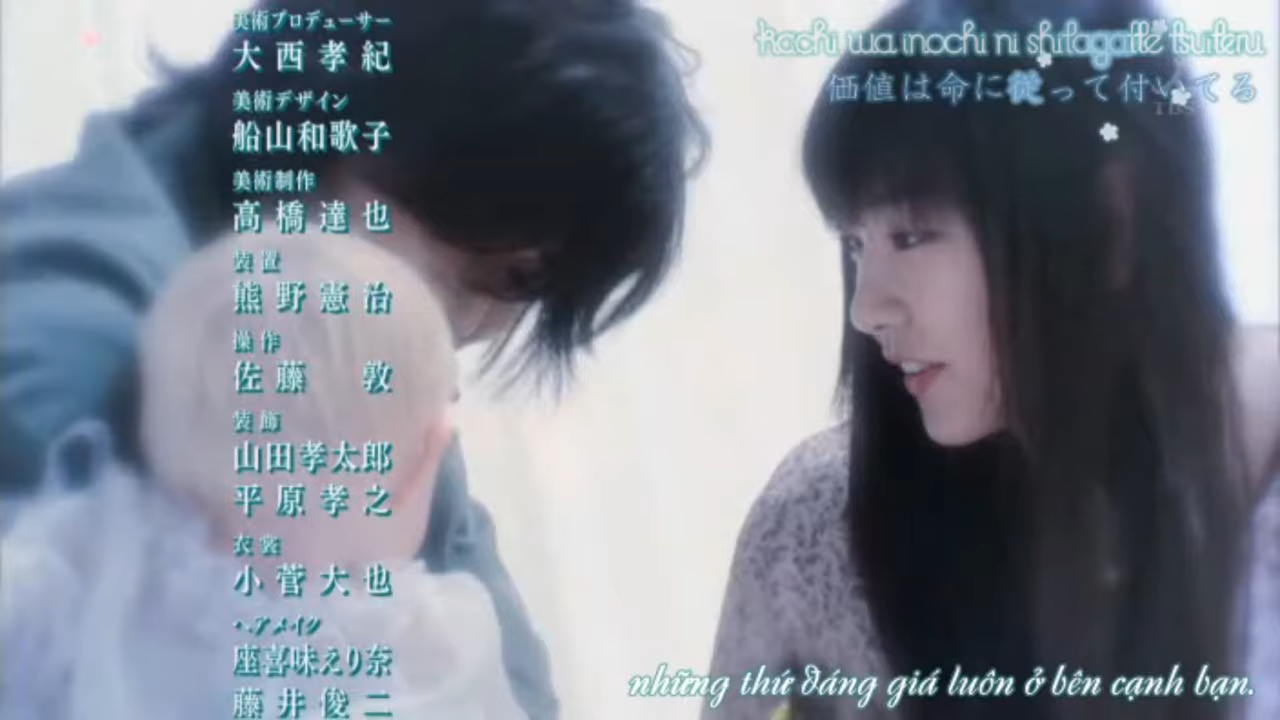 美術プロデューサー
大西孝紀
美術デザイン
船山和歌子
美術制作
高橋達也
装置
熊野憲治
操作
佐藤 敦
装飾
山田孝太郎
平原孝之
衣裳
小菅大也
ヘアメイク
座喜味えり奈
藤井俊二
kachi wa inochi ni shitagatte tsuiteru
価値は命に従って付いてる
TBS
những thứ đáng giá luôn ở bên cạnh bạn.